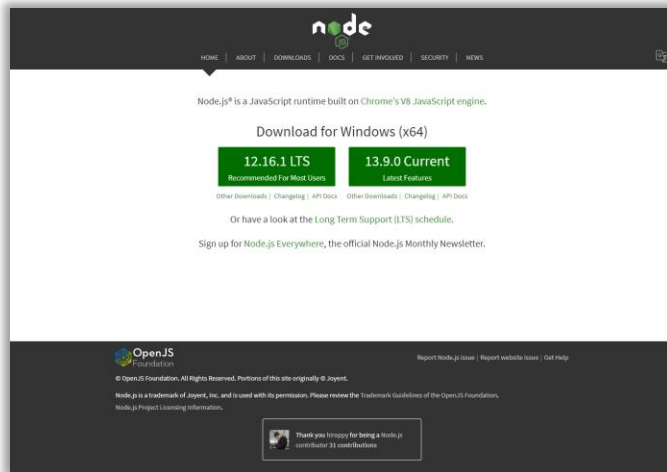 node
JS
HOME | ABOUT | DOWNLOADS | DOCS | GET INVOLVED | SECURITY | NEWS
Node.js® is a JavaScript runtime built on Chrome's V8 JavaScript engine.
Download for Windows (x64)
12.16.1 LTS
Recommended For Most Users
13.9.0 Current
Latest Features
Other Downloads | Changelog | API Docs
Other Downloads | Changelog | API Docs
Or have a look at the Long Term Support (LTS) schedule.
Sign up for Node.js Everywhere, the official Node.js Monthly Newsletter.
OpenJS
Foundation
Report Node.js issue | Report website issue | Get Help
© OpenJS Foundation. All Rights Reserved. Portions of this site originally © Joyent.
Node.js is a trademark of Joyent, Inc. and is used with its permission. Please review the Trademark Guidelines of the OpenJS Foundation.
Node.js Project Licensing Information.
Thank you hiroppy for being a Node.js
contributor 31 contributions